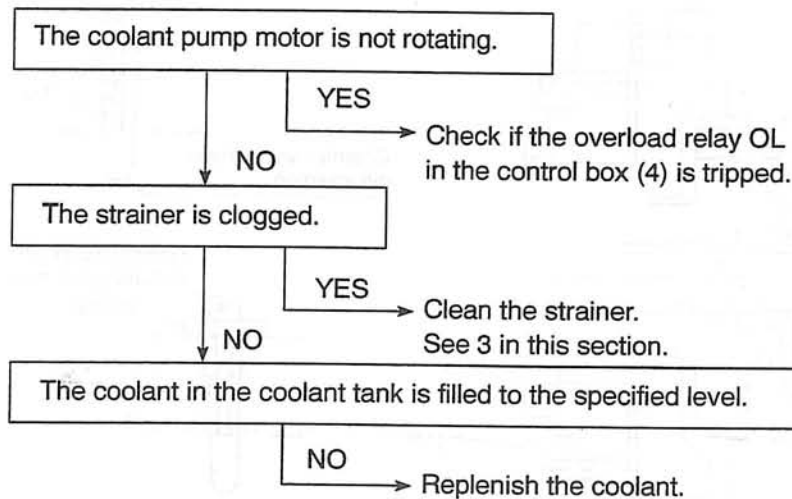 The coolant pump motor is not rotating.
YES
Check if the overload relay OL
in the control box (4) is tripped.
NO
The strainer is clogged.
YES
Clean the strainer.
See 3 in this section.
NO
The coolant in the coolant tank is filled to the specified level.
NO
Replenish the coolant.